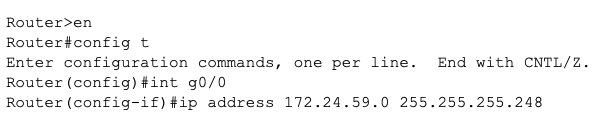 Router>en
Router#config t
Enter configuration commands, one per line.  End with CNTL/Z.
Router(config)#int g0/0
Router(config-if)#ip address 172.24.59.0 255.255.255.248